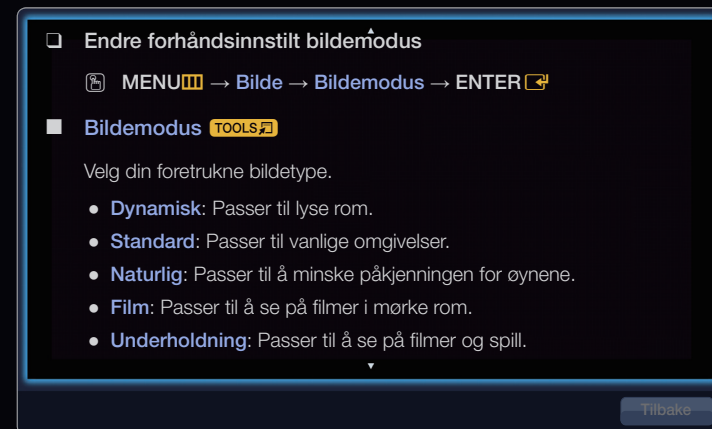 Endre forhåndsinnstilt bildemodus
MENU → Bilde → Bildemodus → ENTER
Bildemodus TOOLS
Velg din foretrukne bildetype.
● Dynamisk: Passer til lyse rom.
● Standard: Passer til vanlige omgivelser.
● Naturlig: Passer til å minske påkjenningen for øynene.
● Film: Passer til å se på filmer i mørke rom.
● Underholdning: Passer til å se på filmer og spill.
Tilbake